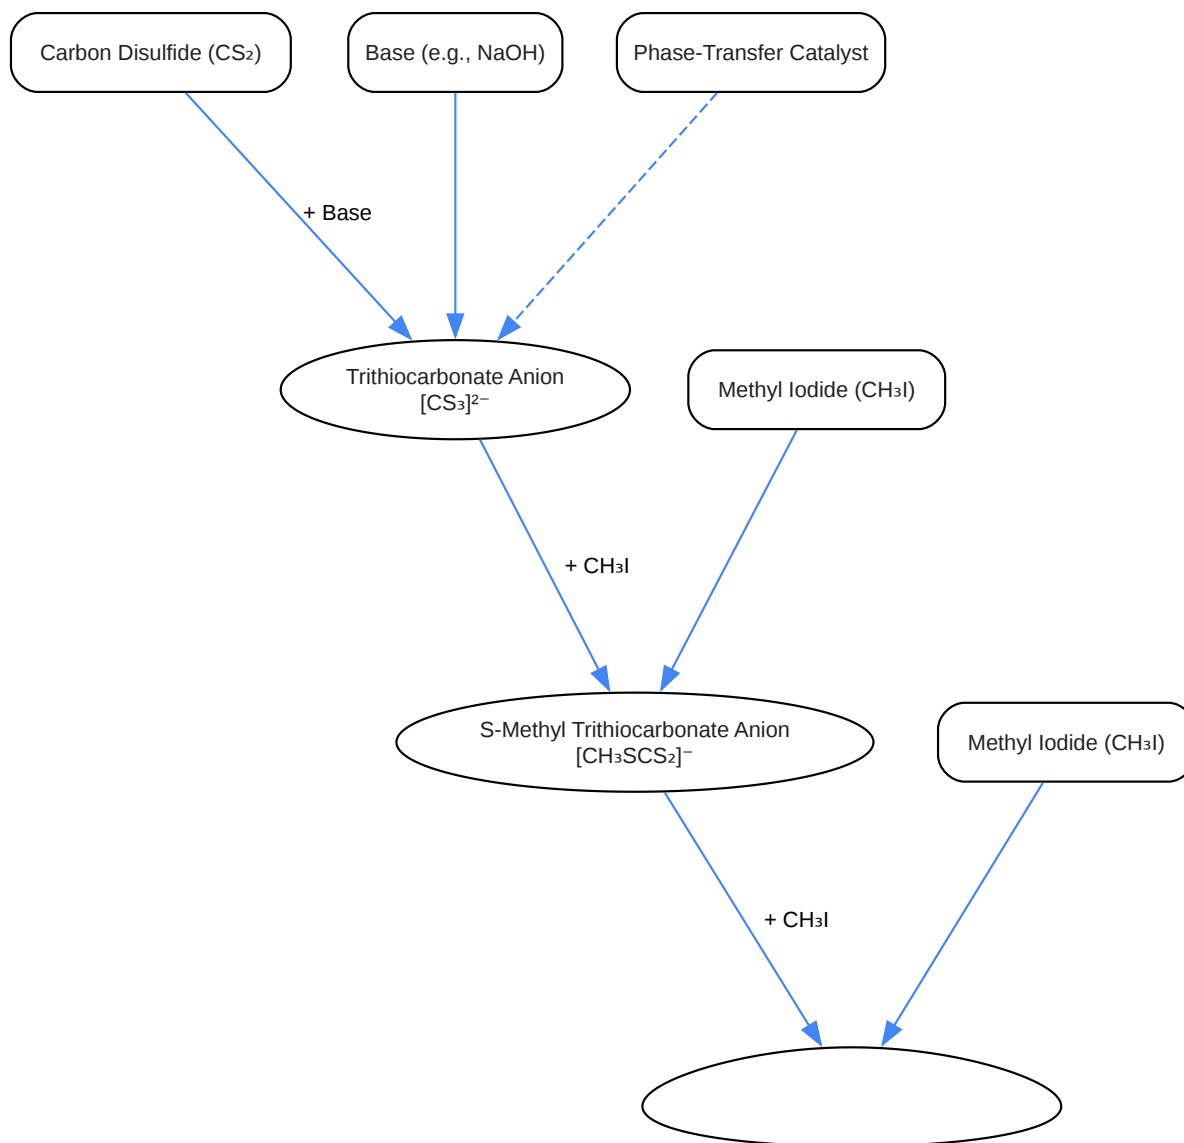 Carbon Disulfide (CS₂)
Base (e.g., NaOH)
Phase-Transfer Catalyst
+ Base
Trithiocarbonate Anion
[CS₃]²⁻
Methyl Iodide (CH₃I)
+ CH₃I
S-Methyl Trithiocarbonate Anion
[CH₃SCS₂]⁻
Methyl Iodide (CH₃I)
+ CH₃I